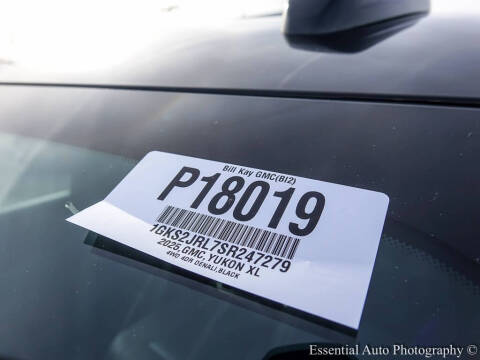 Bill Kay GMC(BI2)
P18019
1GKS2JRL7SR247279
2025,GMC, YUKON XL
4WD 4DR DENALI,BLACK
Essential Auto Photography ©